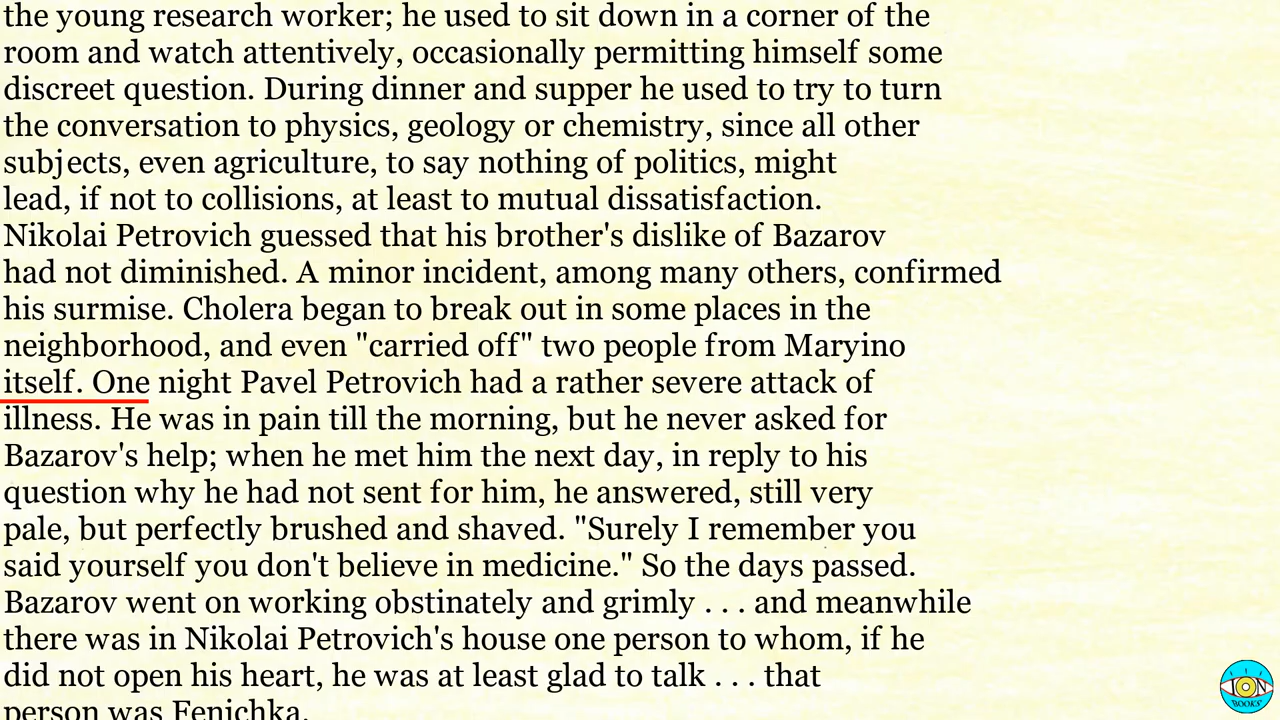 the young research worker; he used to sit down in a corner of the
room and watch attentively, occasionally permitting himself some
discreet question. During dinner and supper he used to try to turn
the conversation to physics, geology or chemistry, since all other
subjects, even agriculture, to say nothing of politics, might
lead, if not to collisions, at least to mutual dissatisfaction.
Nikolai Petrovich guessed that his brother's dislike of Bazarov
had not diminished. A minor incident, among many others, confirmed
his surmise. Cholera began to break out in some places in the
neighborhood, and even "carried off" two people from Maryino
itself. One night Pavel Petrovich had a rather severe attack of
illness. He was in pain till the morning, but he never asked for
Bazarov's help; when he met him the next day, in reply to his
question why he had not sent for him, he answered, still very
pale, but perfectly brushed and shaved. "Surely I remember you
said yourself you don't believe in medicine." So the days passed.
Bazarov went on working obstinately and grimly . . . and meanwhile
there was in Nikolai Petrovich's house one person to whom, if he
did not open his heart, he was at least glad to talk . . . that
person was Fenichka.
ION
BOOKS